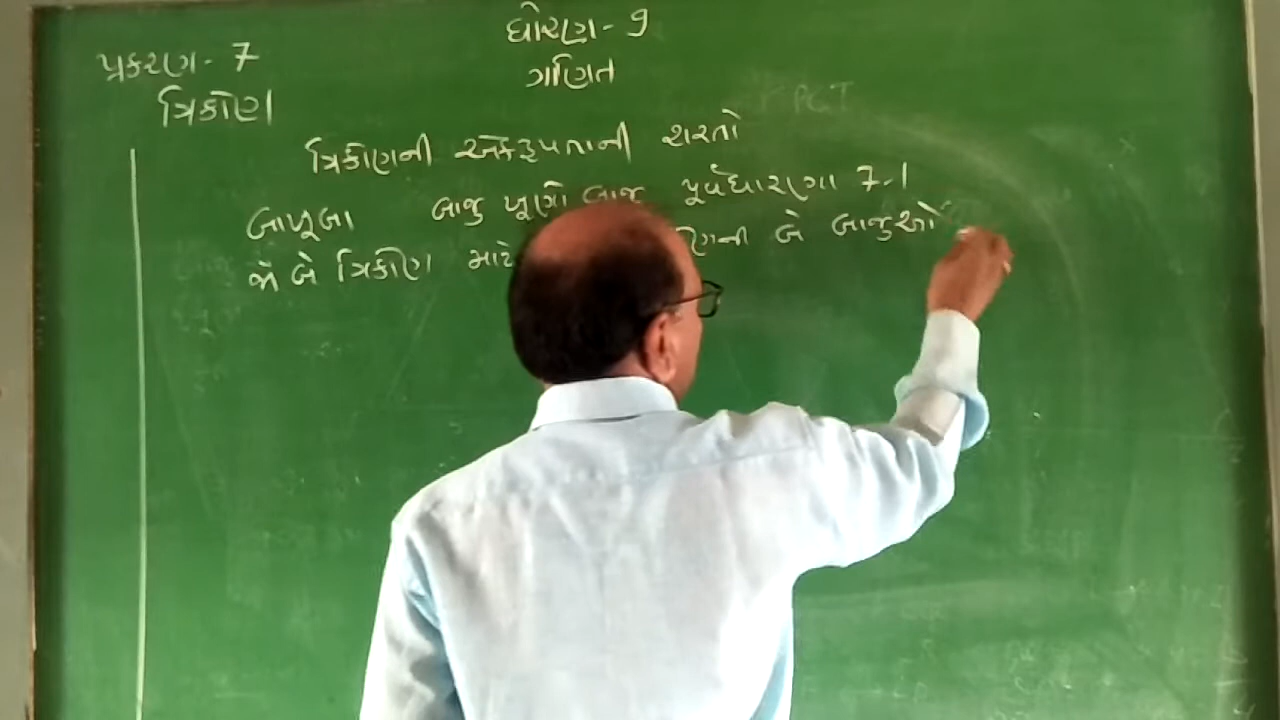 ધોરણ - 9
ગણિત
પ્રકરણ - 7
ત્રિકોણ
ત્રિકોણની એકરૂપતાની શરતો
બાખૂબા બાજુ ખૂણો બાજુ પૂર્વધારણા 7.1
જો બે ત્રિકોણ માટે બે બાજુઓ